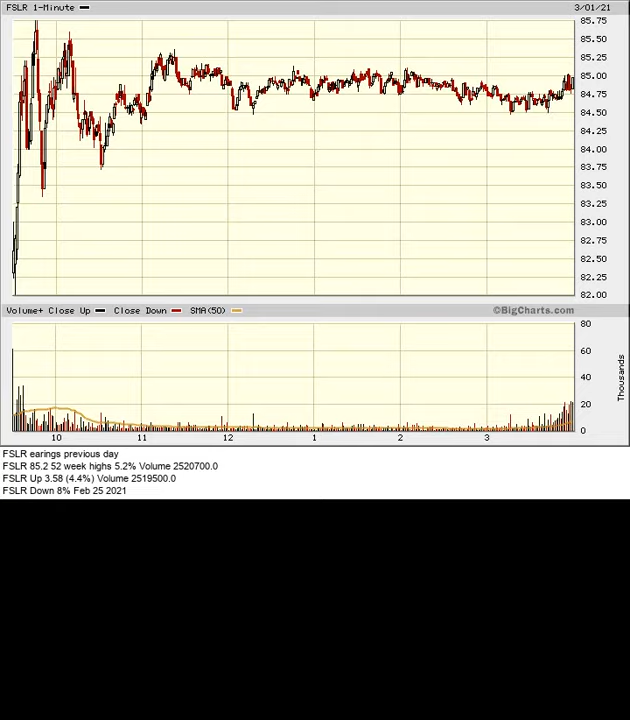 FSLR 1-Minute 3/01/21
85.75
85.50
85.25
85.00
84.75
84.50
84.25
84.00
83.75
83.50
83.25
83.00
82.75
82.50
82.25
82.00
Volume+ Close Up Close Down SMA(50) ©BigCharts.com
80
60
40
20
0
Thousands
10 11 12 1 2 3
FSLR earings previous day
FSLR 85.2 52 week highs 5.2% Volume 2520700.0
FSLR Up 3.58 (4.4%) Volume 2519500.0
FSLR Down 8% Feb 25 2021